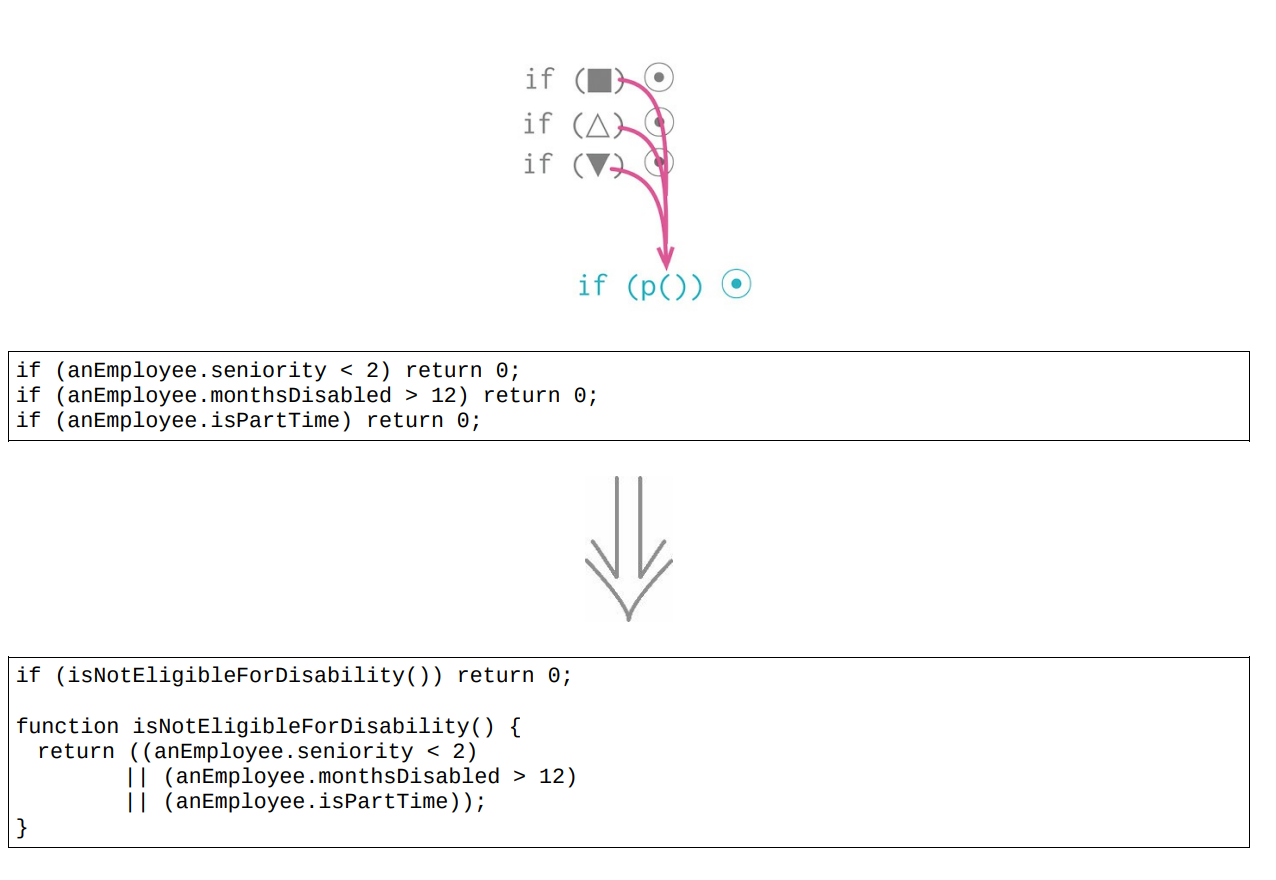 if (■) ⦿
if (△) ⦿
if (▼) ⦿
if (p()) ⦿
if (anEmployee.seniority < 2) return 0;
if (anEmployee.monthsDisabled > 12) return 0;
if (anEmployee.isPartTime) return 0;
if (isNotEligibleForDisability()) return 0;
function isNotEligibleForDisability() {
return ((anEmployee.seniority < 2)
|| (anEmployee.monthsDisabled > 12)
|| (anEmployee.isPartTime));
}